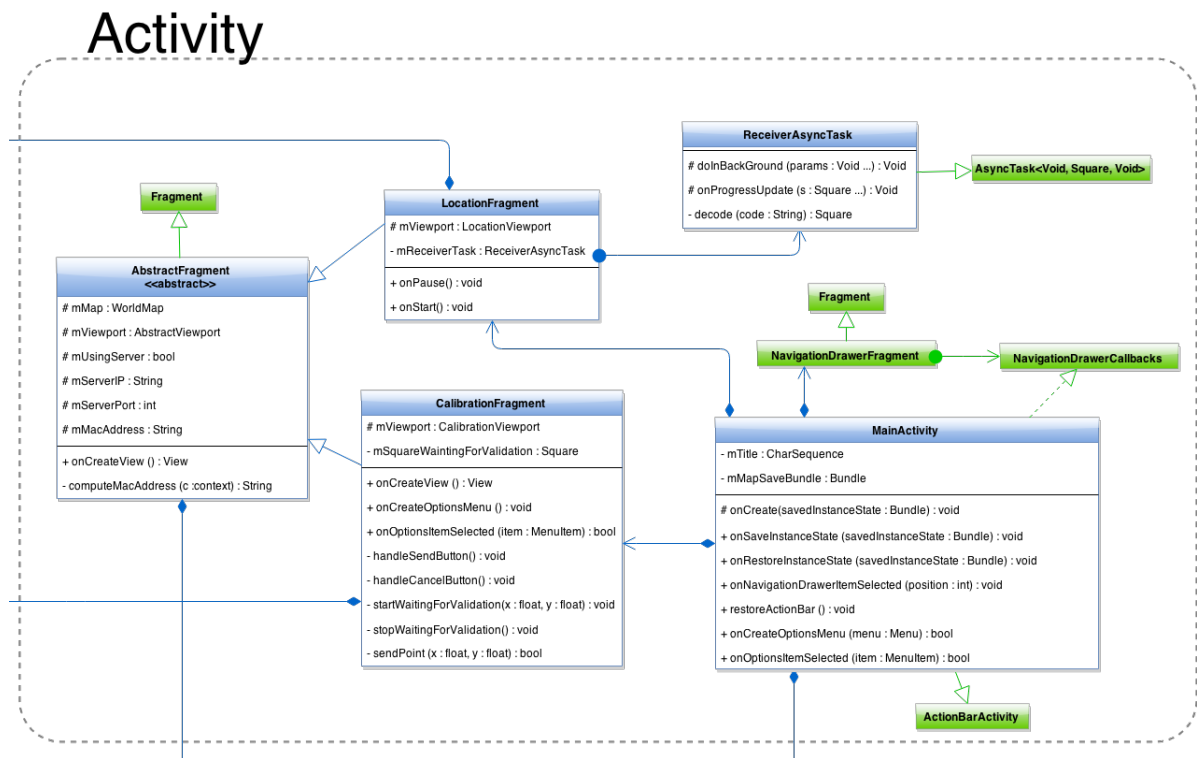 Activity
ReceiverAsyncTask
# doInBackGround (params : Void ...) : Void
# onProgressUpdate (s : Square ...) : Void
- decode (code : String) : Square
AsyncTask<Void, Square, Void>
Fragment
LocationFragment
# mViewport : LocationViewport
- mReceiverTask : ReceiverAsyncTask
+ onPause() : void
+ onStart() : void
AbstractFragment
<<abstract>>
# mMap : WorldMap
# mViewport : AbstractViewport
# mUsingServer : bool
# mServerIP : String
# mServerPort : int
# mMacAddress : String
+ onCreateView () : View
- computeMacAddress (c :context) : String
Fragment
NavigationDrawerFragment
NavigationDrawerCallbacks
CalibrationFragment
# mViewport : CalibrationViewport
- mSquareWaintingForValidation : Square
+ onCreateView () : View
+ onCreateOptionsMenu () : void
+ onOptionsItemSelected (item : MenuItem) : bool
- handleSendButton() : void
- handleCancelButton() : void
- startWaitingForValidation(x : float, y : float) : void
- stopWaitingForValidation() : void
- sendPoint (x : float, y : float) : bool
MainActivity
- mTitle : CharSequence
- mMapSaveBundle : Bundle
# onCreate(savedInstanceState : Bundle) : void
+ onSaveInstanceState (savedInstanceState : Bundle) : void
+ onRestoreInstanceState (savedInstanceState : Bundle) : void
+ onNavigationDrawerItemSelected (position : int) : void
+ restoreActionBar () : void
+ onCreateOptionsMenu (menu : Menu) : bool
+ onOptionsItemSelected (item : MenuItem) : bool
ActionBarActivity